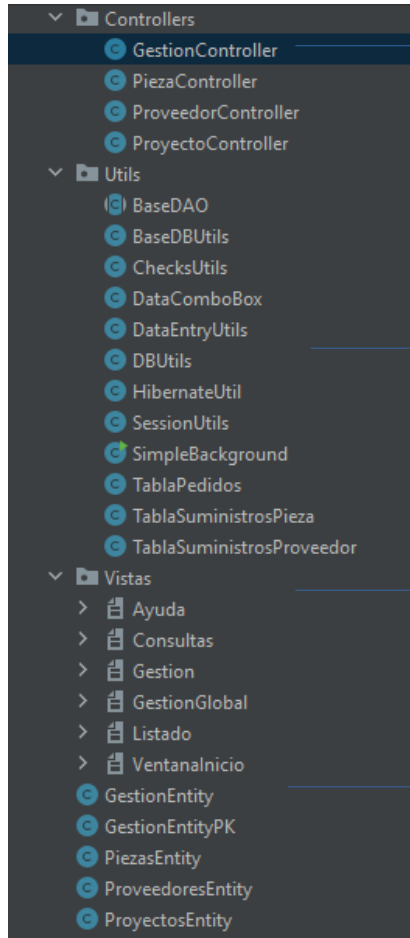 Controllers
GestionController
PiezaController
ProveedorController
ProyectoController
Utils
BaseDAO
BaseDBUtils
ChecksUtils
DataComboBox
DataEntryUtils
DBUtils
HibernateUtil
SessionUtils
SimpleBackground
TablaPedidos
TablaSuministrosPieza
TablaSuministrosProveedor
Vistas
Ayuda
Consultas
Gestion
GestionGlobal
Listado
VentanaInicio
GestionEntity
GestionEntityPK
PiezasEntity
ProveedoresEntity
ProyectosEntity